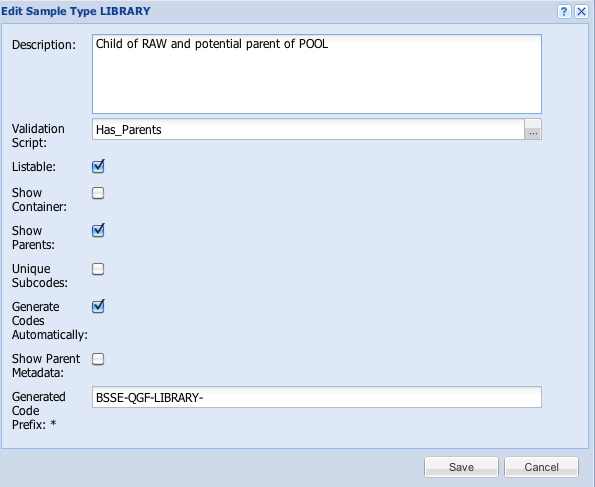 Edit Sample Type LIBRARY
?
Description:
Child of RAW and potential parent of POOL
Validation
Script:
Has_Parents
...
Listable:
Show
Container:
Show
Parents:
Unique
Subcodes:
Generate
Codes
Automatically:
Show Parent
Metadata:
Generated
Code
Prefix: *
BSSE-QGF-LIBRARY-
Save
Cancel